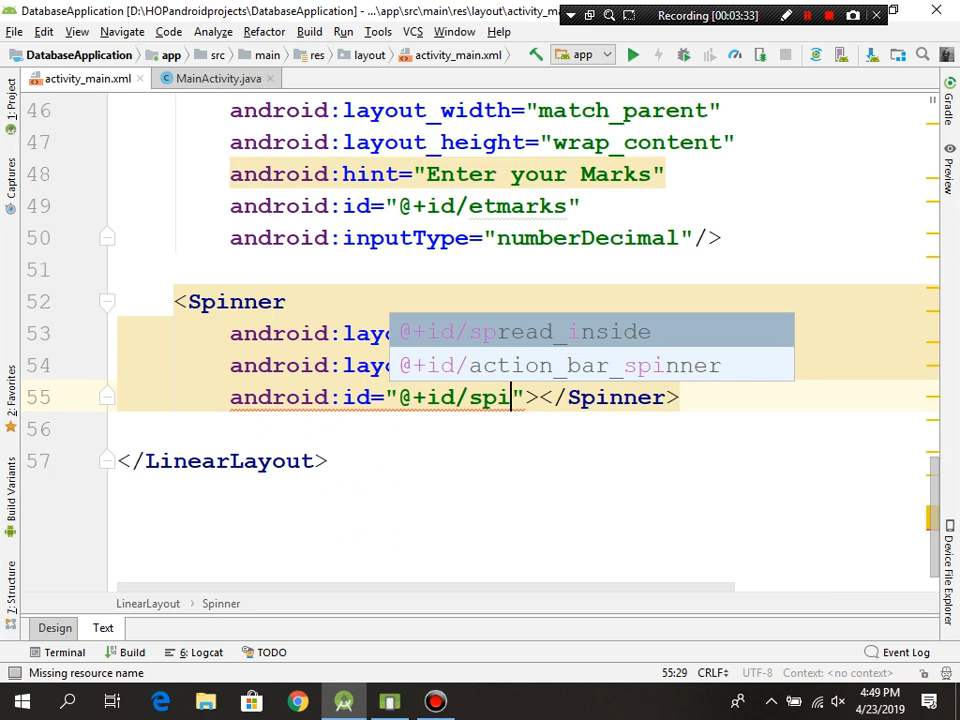 DatabaseApplication [D:\HOPandroidprojects\DatabaseApplication] - ...\app\src\main\res\layout\activity_ma
Recording [00:03:33]
File Edit View Navigate Code Analyze Refactor Build Run Tools VCS Window Help
DatabaseApplication app src main res layout activity_main.xml app
activity_main.xml MainActivity.java
46 android:layout_width="match_parent"
47 android:layout_height="wrap_content"
48 android:hint="Enter your Marks"
49 android:id="@+id/etmarks"
50 android:inputType="numberDecimal"/>
51
52 <Spinner
53 android:layo
@+id/spread_inside
54 android:layo
@+id/action_bar_spinner
55 android:id="@+id/spi"></Spinner>
56
57 </LinearLayout>
1: Project
Captures
2: Favorites
Build Variants
7: Structure
Gradle
Preview
Device File Explorer
LinearLayout Spinner
Design Text
Terminal Build 6: Logcat TODO Event Log
Missing resource name 55:29 CRLF UTF-8 Context: <no context>
4:49 PM
4/23/2019